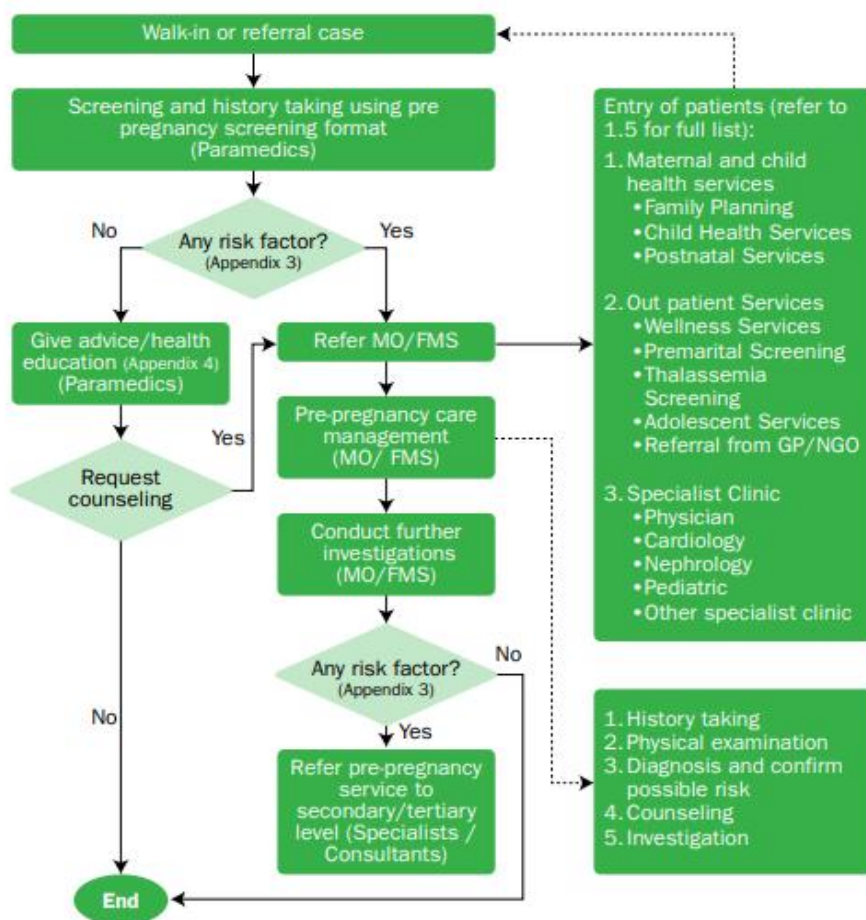 Walk-in or referral case
Screening and history taking using pre
pregnancy screening format
(Paramedics)
No
Any risk factor?
(Appendix 3)
Yes
Give advice/health
education (Appendix 4)
(Paramedics)
Refer MO/FMS
Yes
Pre-pregnancy care
management
(MO/ FMS)
Request
counseling
Conduct further
investigations
(MO/FMS)
Any risk factor?
(Appendix 3)
No
No
Yes
Refer pre-pregnancy
service to
secondary/tertiary
level (Specialists /
Consultants)
End
Entry of patients (refer to
1.5 for full list):
1. Maternal and child
health services
•Family Planning
•Child Health Services
•Postnatal Services
2. Out patient Services
•Wellness Services
•Premarital Screening
•Thalassemia
Screening
•Adolescent Services
•Referral from GP/NGO
3. Specialist Clinic
•Physician
•Cardiology
•Nephrology
•Pediatric
•Other specialist clinic
1. History taking
2. Physical examination
3. Diagnosis and confirm
possible risk
4. Counseling
5. Investigation